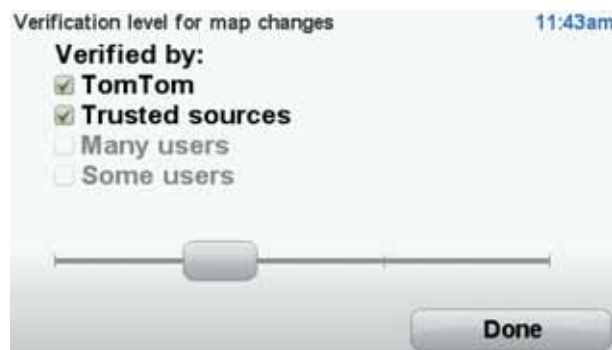 Verification level for map changes 11:43am
Verified by:
TomTom
Trusted sources
Many users
Some users
Done